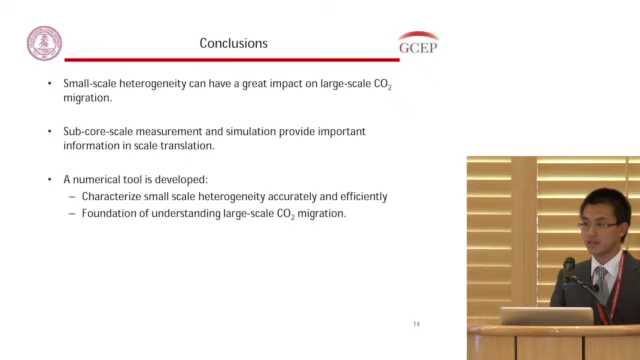 Conclusions
GCEP
• Small-scale heterogeneity can have a great impact on large-scale CO2
migration.
• Sub-core-scale measurement and simulation provide important
information in scale translation.
• A numerical tool is developed:
– Characterize small scale heterogeneity accurately and efficiently
– Foundation of understanding large-scale CO2 migration.
14